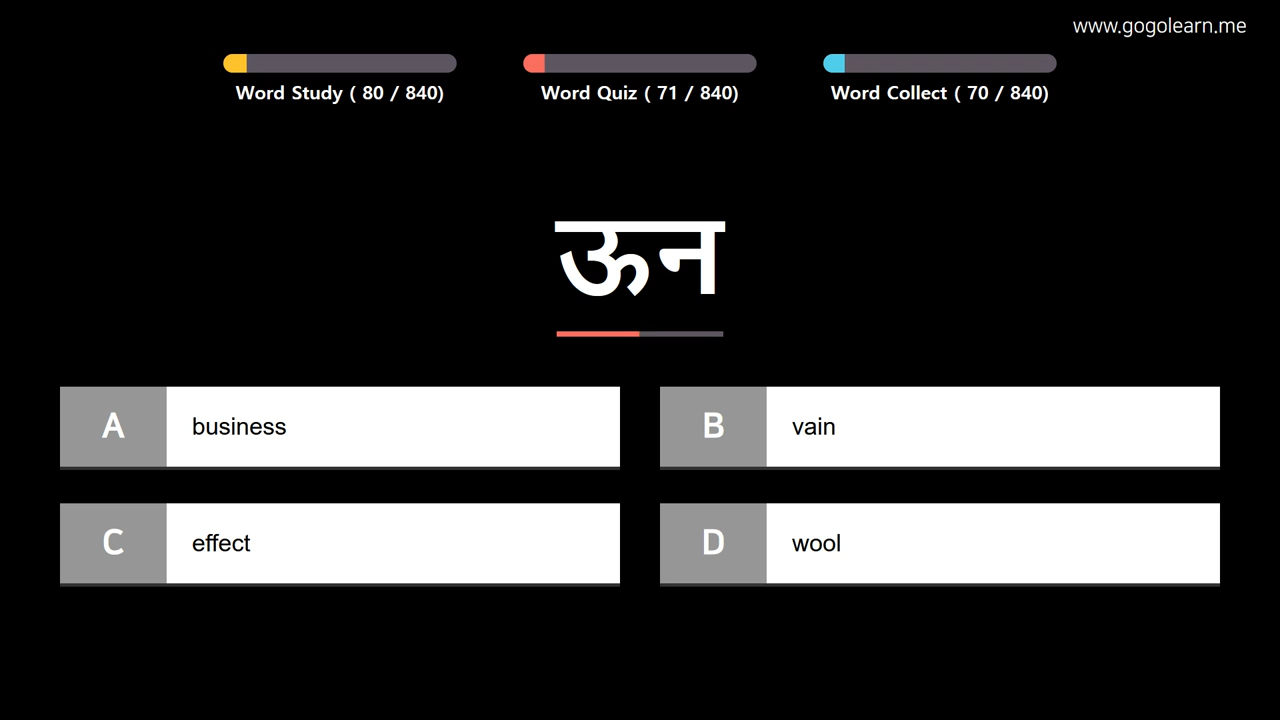 www.gogolearn.me
Word Study ( 80 / 840)
Word Quiz ( 71 / 840)
Word Collect ( 70 / 840)
ऊन
A business
B vain
C effect
D wool